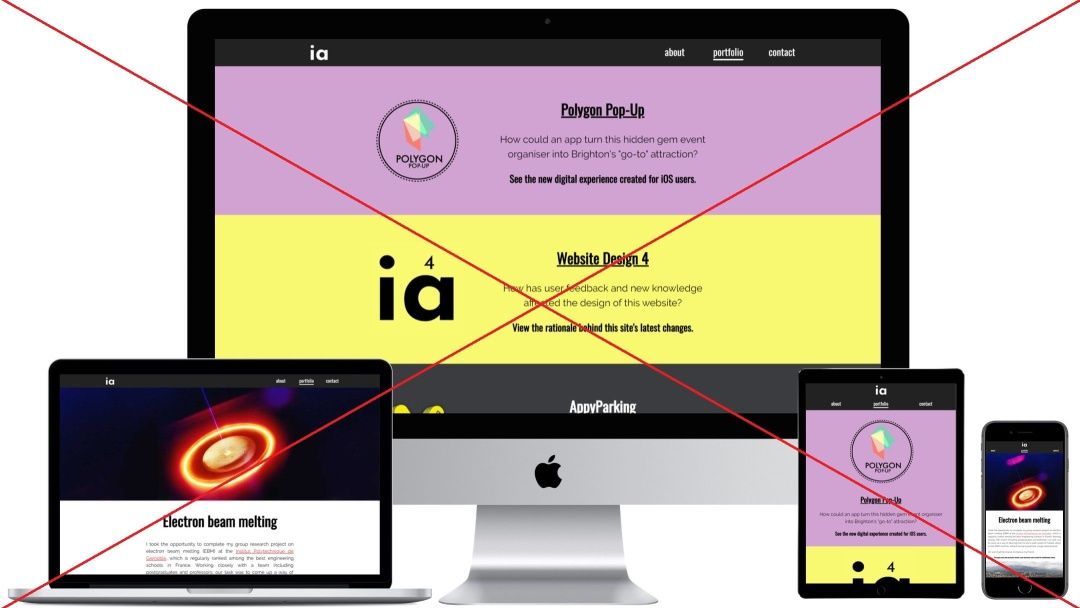 ia
about portfolio contact
Polygon Pop-Up
How could an app turn this hidden gem event
organiser into Brighton's "go-to" attraction?
See the new digital experience created for iOS users.
POLYGON
POP-UP
Website Design 4
How has user feedback and new knowledge
affected the design of this website?
View the rationale behind this site's latest changes.
4
ia
AppyParking
ia
about portfolio contact
Electron beam melting
I took the opportunity to complete my group research project on
electron beam melting (EBM) at the Institut Polytechnique de
Grenoble, which is regularly ranked among the best engineering
schools in France. Working closely with a team including
postgraduates and professors, our task was to come up a way of
ia
about portfolio contact
POLYGON
POP-UP
Polygon Pop-Up
How could an app turn this hidden gem event organiser
into Brighton's "go-to" attraction?
See the new digital experience created for iOS users.
4
ia
ia
Electron beam melting